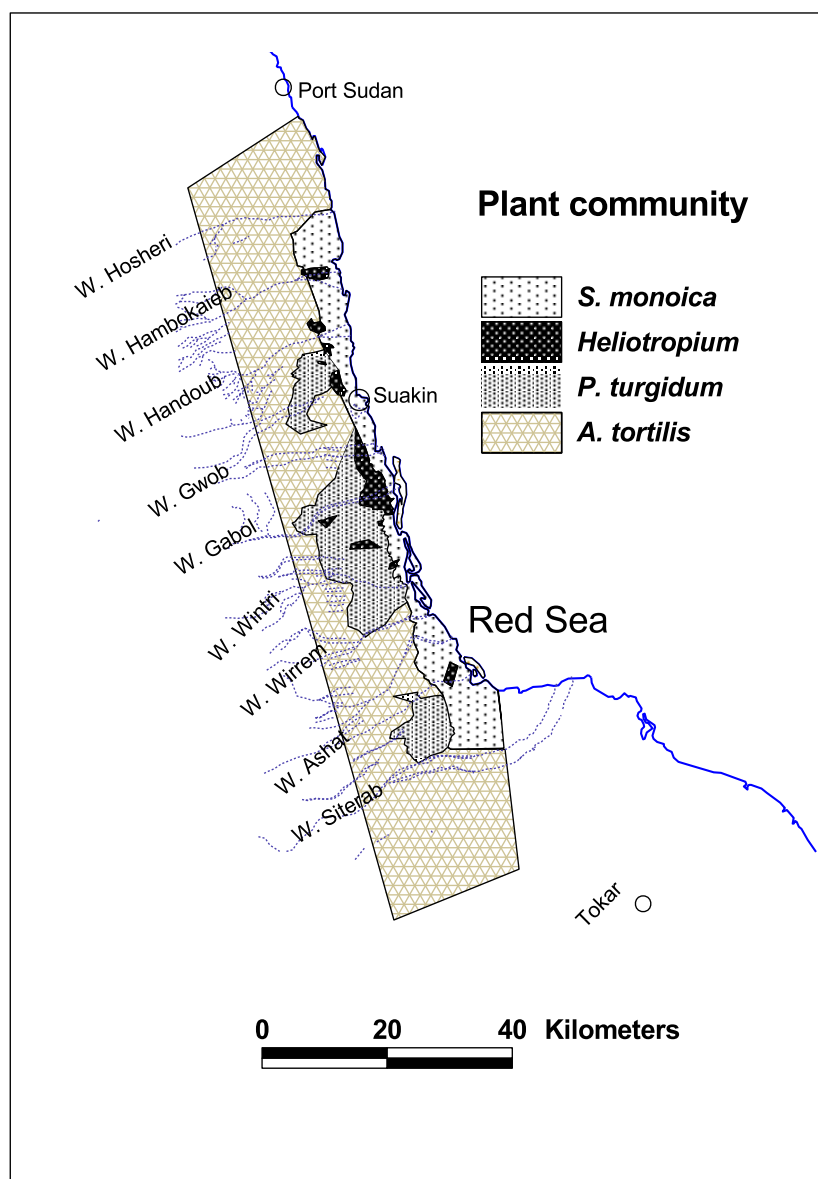 Port Sudan
Plant community
W. Hosheri
S. monoica
W. Hambokaieb
Heliotropium
P. turgidum
Suakin
W. Handoub
A. tortilis
W. Gwob
W. Gabol
W. Wintri
Red Sea
W. Wirrem
W. Ashat
W. Siterab
Tokar
0 20 40 Kilometers